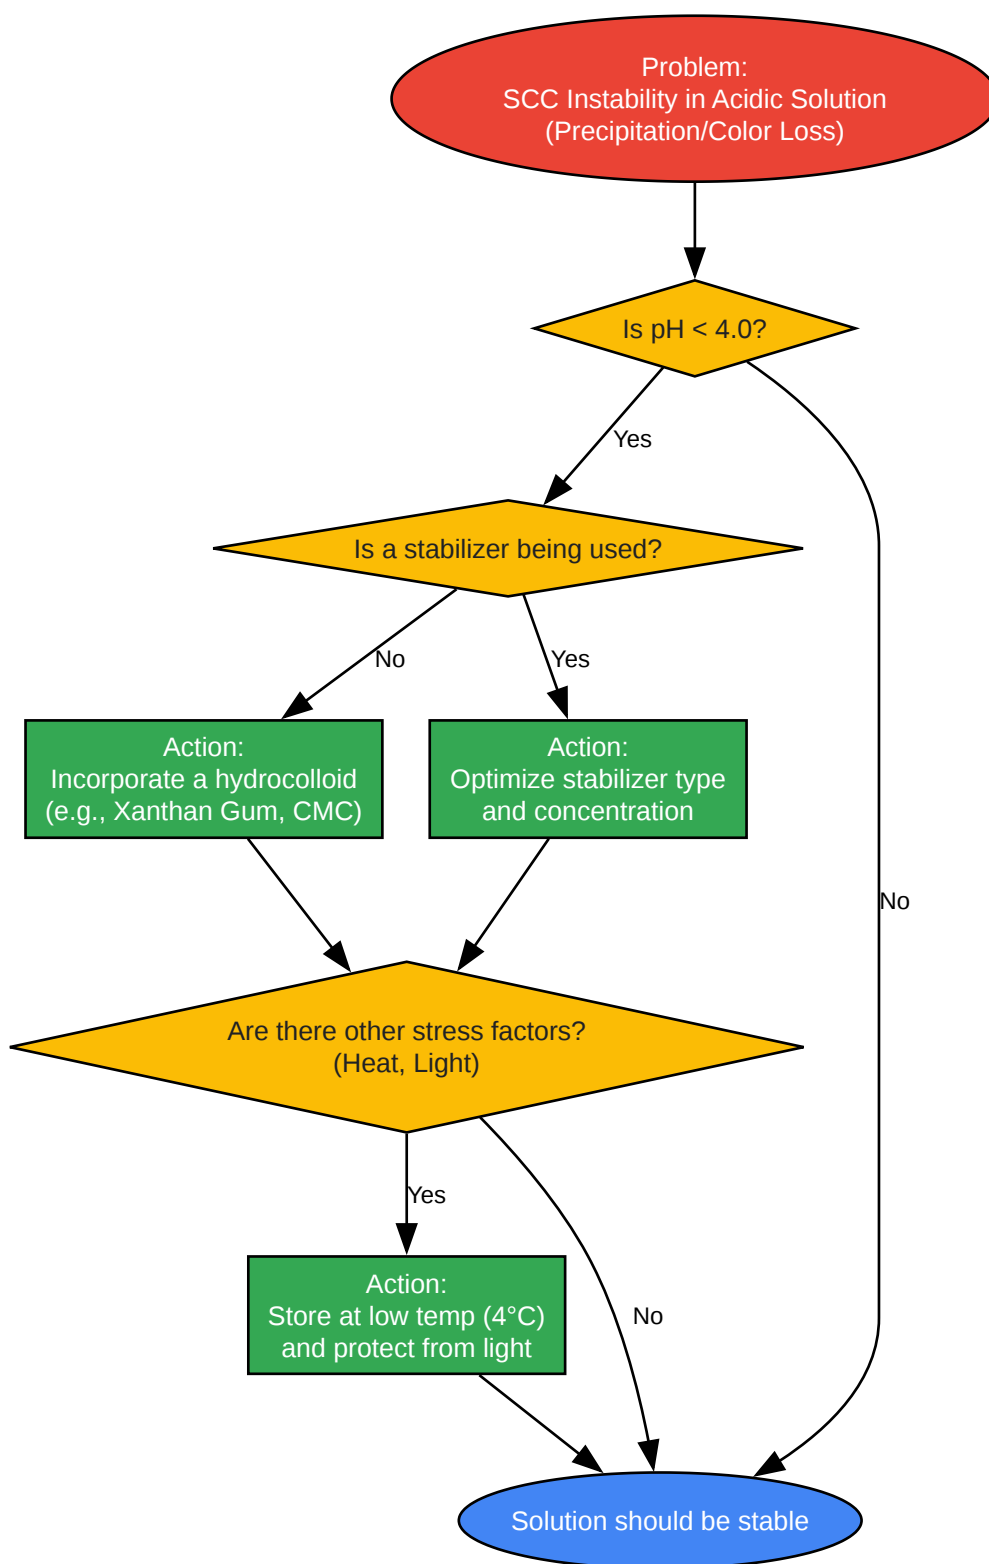 Problem:
SCC Instability in Acidic Solution
(Precipitation/Color Loss)
Is pH < 4.0?
Yes
Is a stabilizer being used?
No
Yes
Action:
Incorporate a hydrocolloid
(e.g., Xanthan Gum, CMC)
Action:
Optimize stabilizer type
and concentration
No
Are there other stress factors?
(Heat, Light)
Yes
Action:
Store at low temp (4°C)
and protect from light
No
Solution should be stable